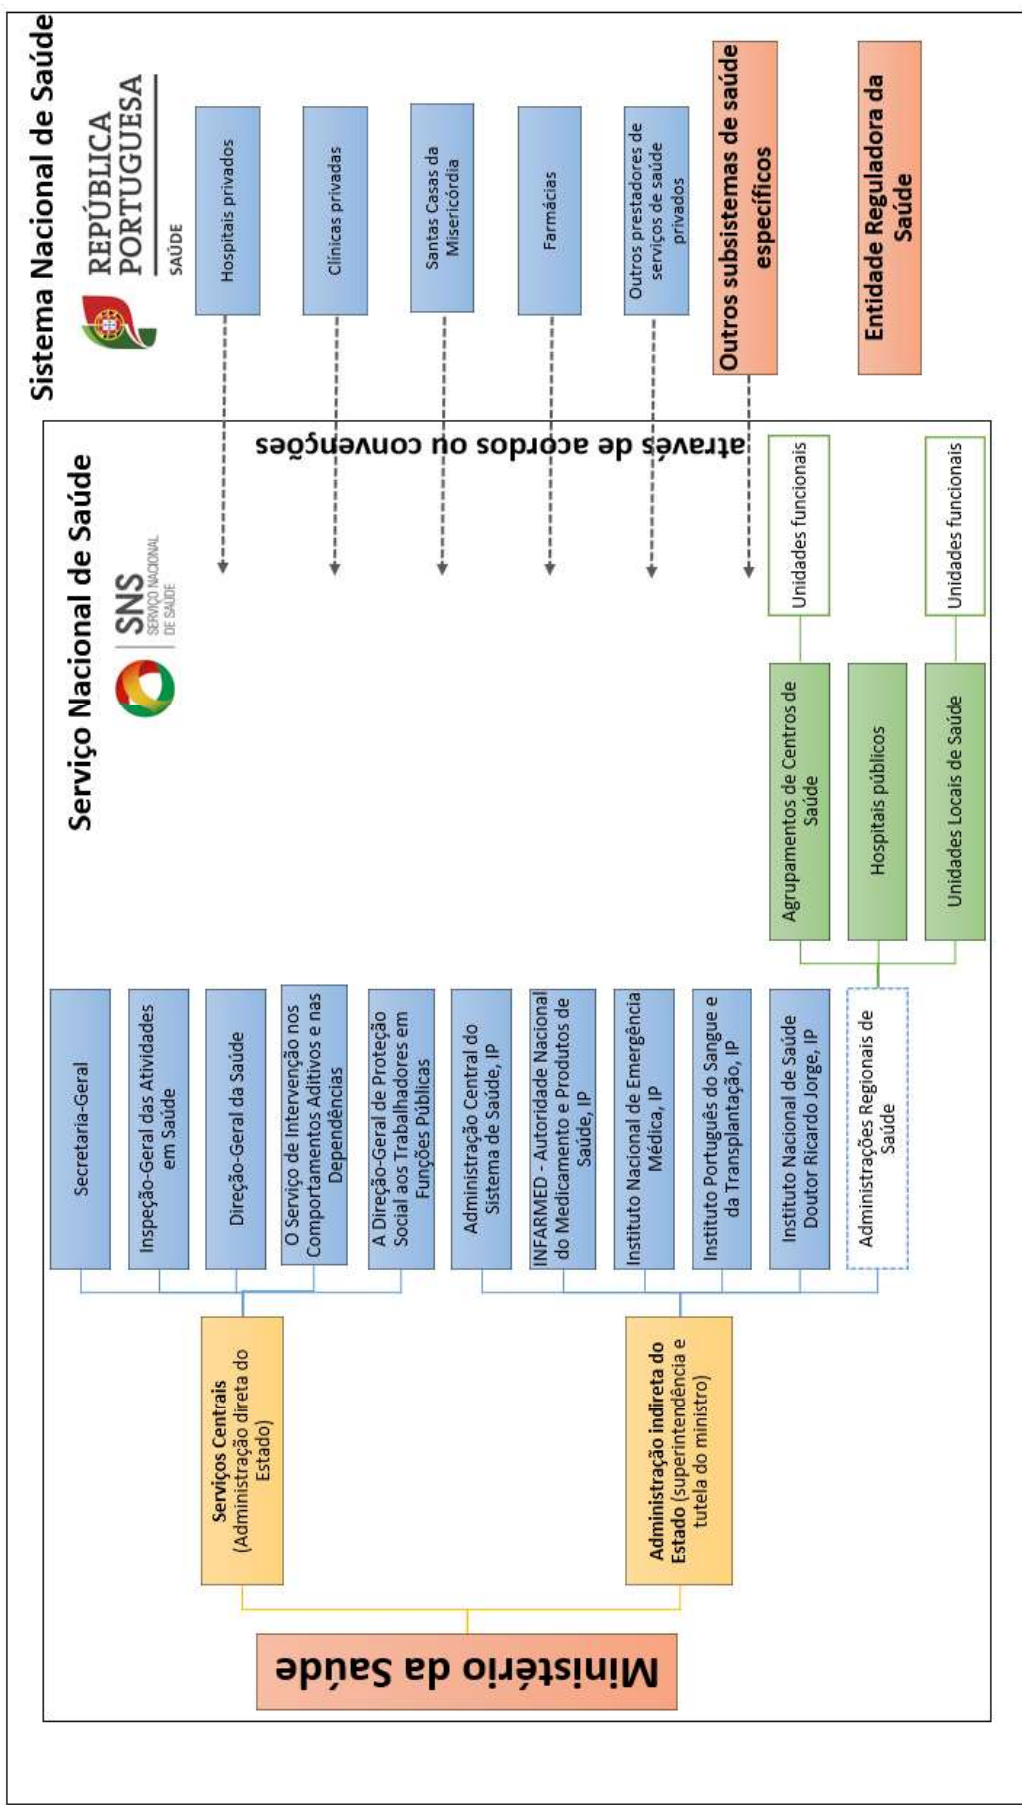 Sistema Nacional de Saúde
REPÚBLICA
PORTUGUESA
SAÚDE
Serviço Nacional de Saúde
SNS
SERVIÇO NACIONAL
DE SAÚDE
Ministério da Saúde
Serviços Centrais
(Administração direta do
Estado)
Administração indireta do
Estado (superintendência e
tutela do ministro)
Secretaria-Geral
Inspeção-Geral das Atividades
em Saúde
Direção-Geral da Saúde
O Serviço de Intervenção nos
Comportamentos Aditivos e nas
Dependências
A Direção-Geral de Proteção
Social aos Trabalhadores em
Funções Públicas
Administração Central do
Sistema de Saúde, IP
INFARMED - Autoridade Nacional
do Medicamento e Produtos de
Saúde, IP
Instituto Nacional de Emergência
Médica, IP
Instituto Português do Sangue e
da Transplantação, IP
Instituto Nacional de Saúde
Doutor Ricardo Jorge, IP
Administrações Regionais de
Saúde
Agrupamentos de Centros de
Saúde
Hospitais públicos
Unidades Locais de Saúde
Unidades funcionais
Unidades funcionais
através de acordos ou convenções
Hospitais privados
Clínicas privadas
Santas Casas da
Misericórdia
Farmácias
Outros prestadores de
serviços de saúde
privados
Outros subsistemas de saúde
específicos
Entidade Reguladora da
Saúde